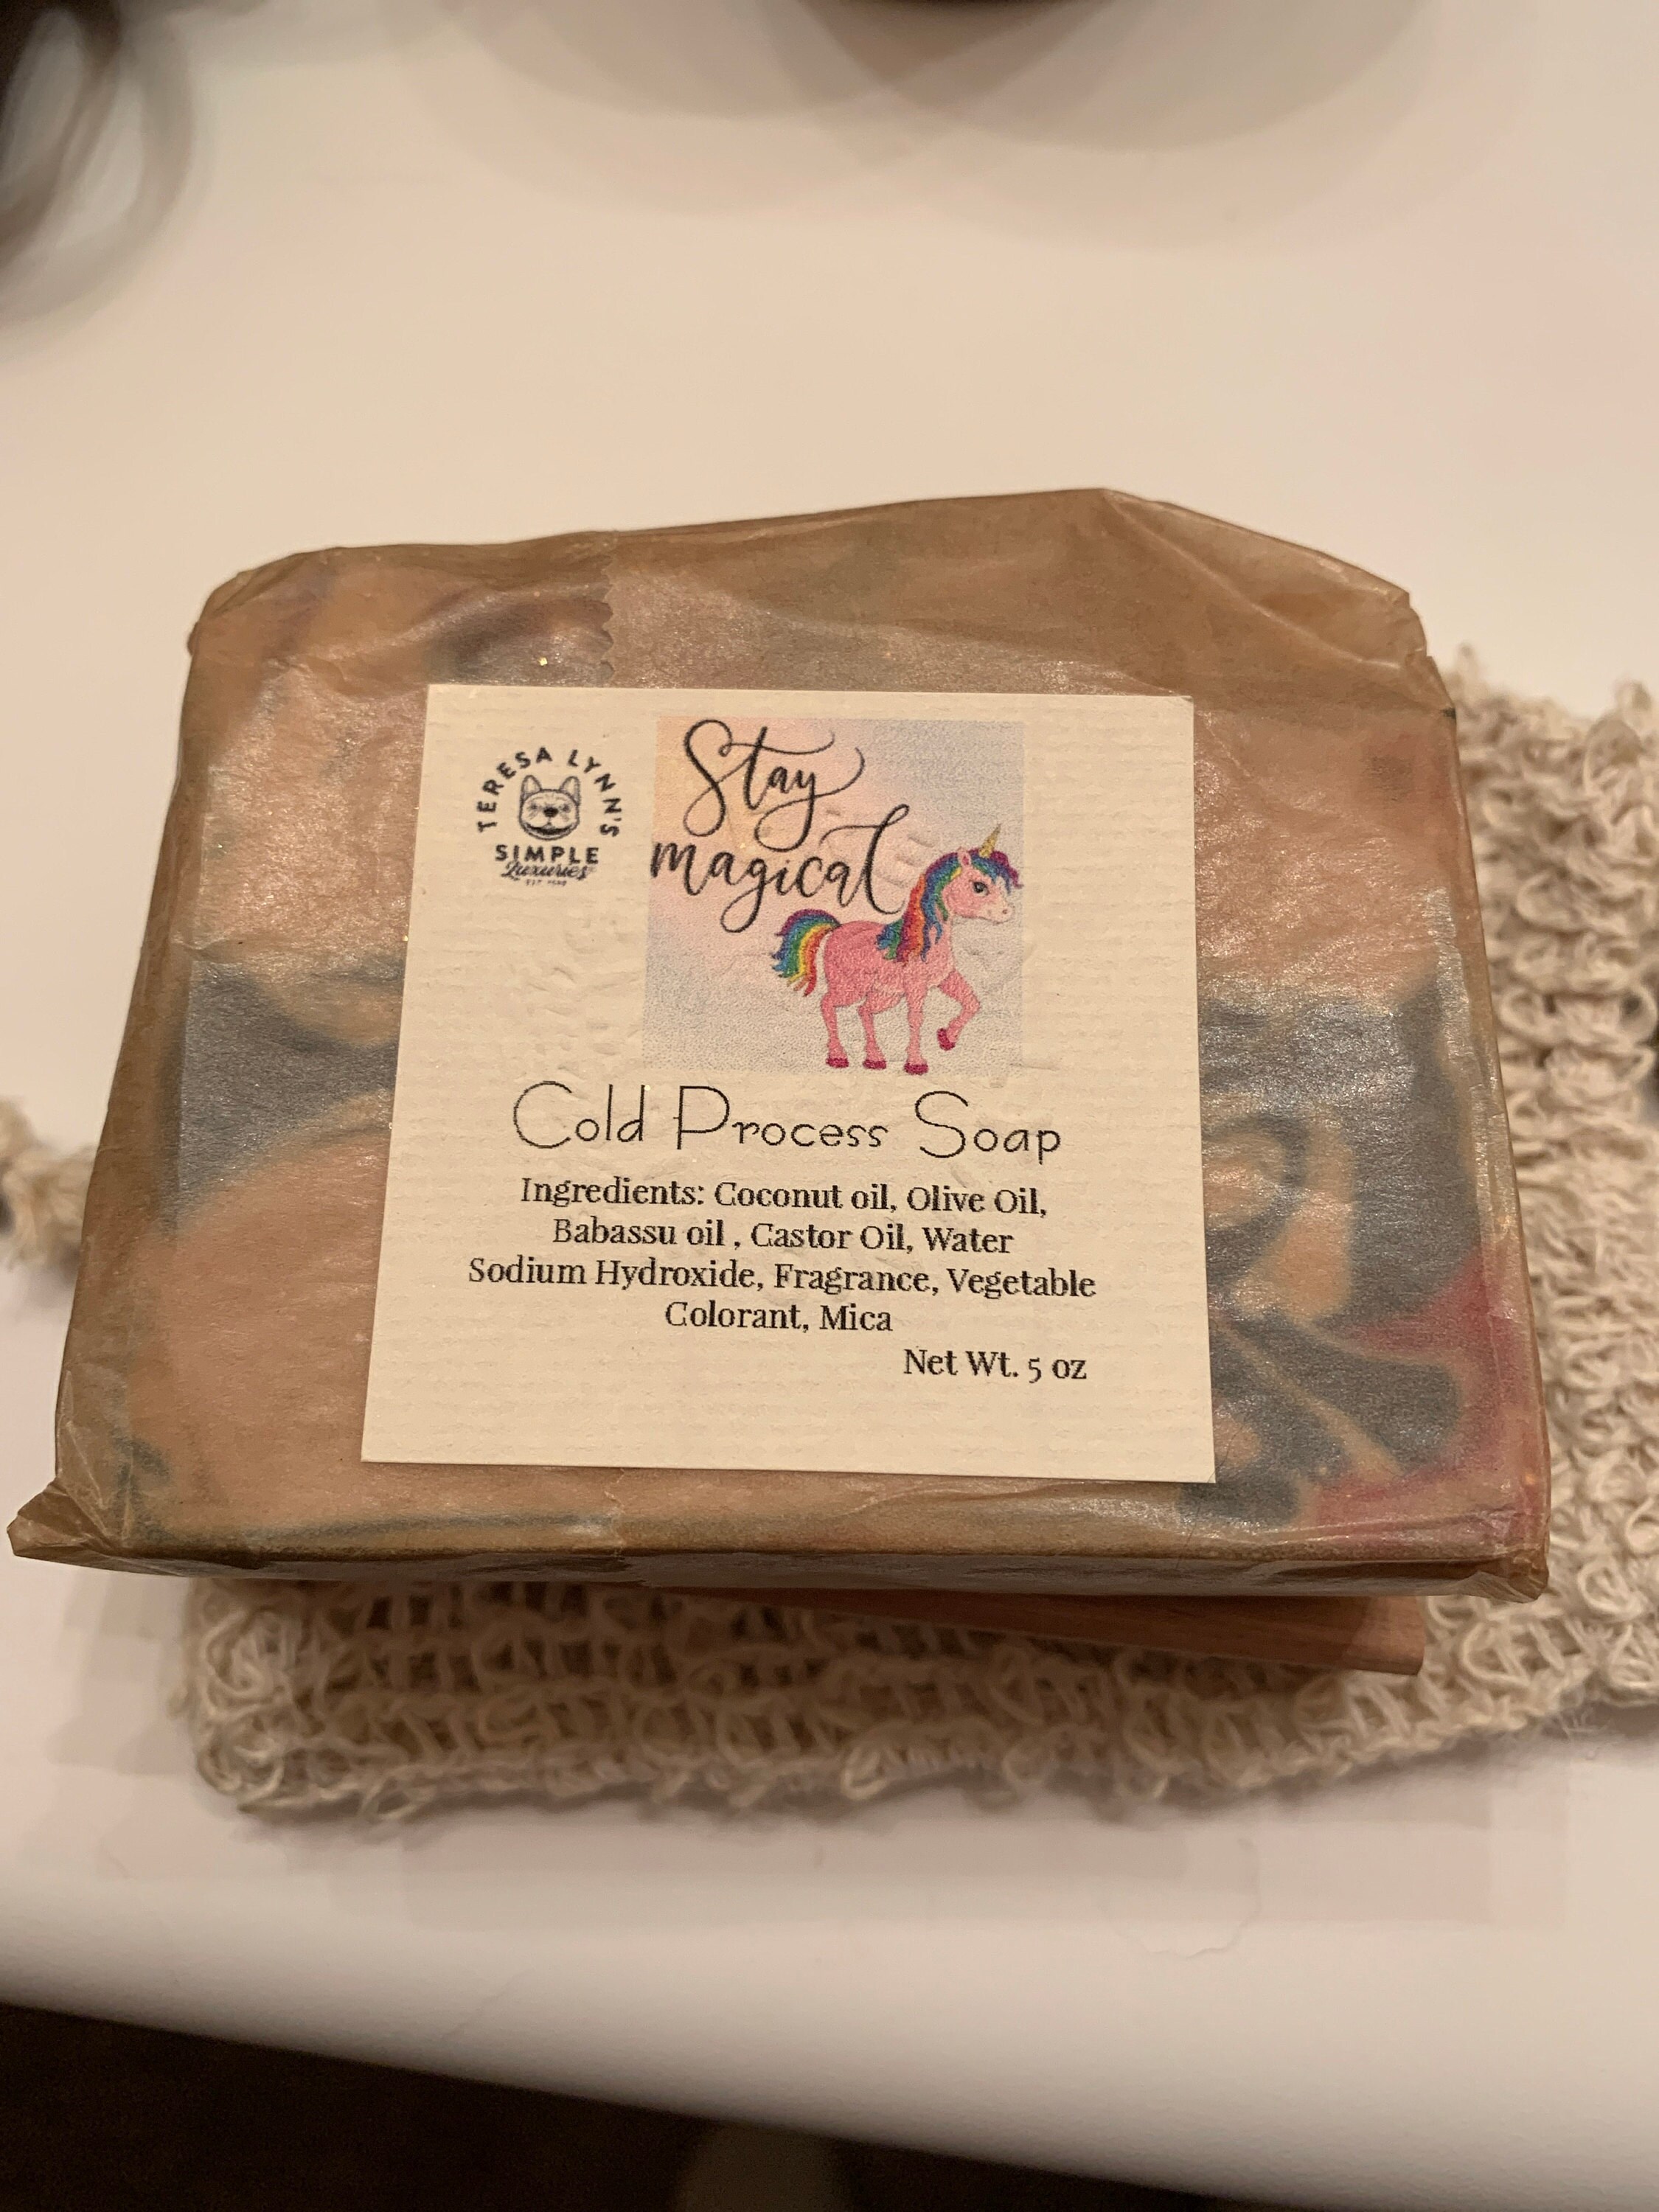 TERESA LYNN'S
SIMPLE
Luxuries
Stay
magical
Cold Process Soap
Ingredients: Coconut oil, Olive Oil,
Babassu oil , Castor Oil, Water
Sodium Hydroxide, Fragrance, Vegetable
Colorant, Mica
Net Wt. 5 oz